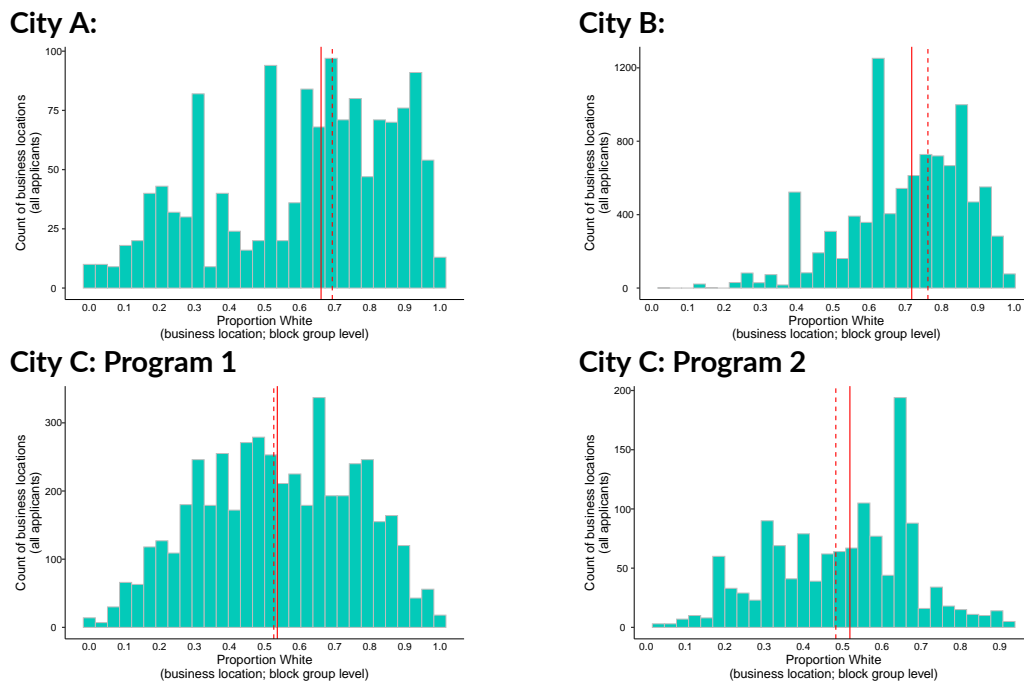 City A:
100
75
50
25
0
Count of business locations
(all applicants)
0.0 0.1 0.2 0.3 0.4 0.5 0.6 0.7 0.8 0.9 1.0
Proportion White
(business location; block group level)
City B:
1200
800
400
0
Count of business locations
(all applicants)
0.0 0.1 0.2 0.3 0.4 0.5 0.6 0.7 0.8 0.9 1.0
Proportion White
(business location; block group level)
City C: Program 1
300
200
100
0
Count of business locations
(all applicants)
0.0 0.1 0.2 0.3 0.4 0.5 0.6 0.7 0.8 0.9 1.0
Proportion White
(business location; block group level)
City C: Program 2
200
150
100
50
0
Count of business locations
(all applicants)
0.0 0.1 0.2 0.3 0.4 0.5 0.6 0.7 0.8 0.9
Proportion White
(business location; block group level)